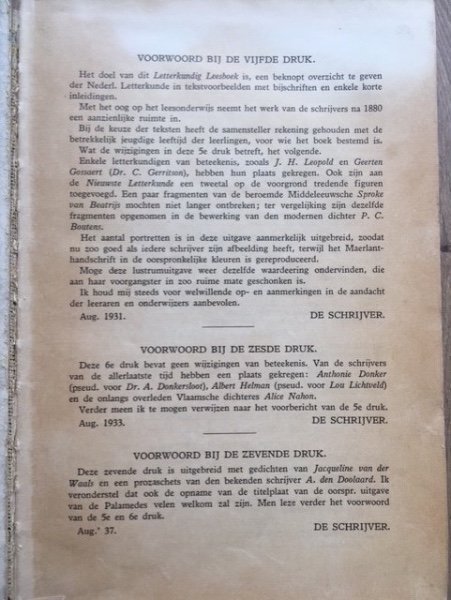 VOORWOORD BIJ DE VIJFDE DRUK.
Het doel van dit Letterkundig Leesboek is, een beknopt overzicht te geven
der Nederl. Letterkunde in tekstvoorbeelden met bijschriften en enkele korte
inleidingen.
Met het oog op het leesonderwijs neemt het werk van de schrijvers na 1880
een aanzienlijke ruimte in.
Bij de keuze der teksten heeft de samensteller rekening gehouden met de
betrekkelijk jeugdige leeftijd der leerlingen, voor wie het boek bestemd is.
Wat de wijzigingen in deze 5e druk betreft, het volgende.
Enkele letterkundigen van beteekenis, zoals J. H. Leopold en Geerten
Gossaert (Dr. C. Gerritson), hebben hun plaats gekregen. Ook zijn aan
de Nieuwste Letterkunde een tweetal op de voorgrond tredende figuren
toegevoegd. Een paar fragmenten van de beroemde Middeleeuwsche Sproke
van Beatrijs mochten niet langer ontbreken; ter vergelijking zijn dezelfde
fragmenten opgenomen in de bewerking van den modernen dichter P. C.
Boutens.
Het aantal portretten is in deze uitgave aanmerkelijk uitgebreid, zoodat
nu zoo goed als iedere schrijver zijn afbeelding heeft, terwijl het Maerlant-
handschrift in de oorspronkelijke kleuren is gereproduceerd.
Moge deze lustrumuitgave weer dezelfde waardeering ondervinden, die
aan haar voorgangster in zoo ruime mate geschonken is.
Ik houd mij steeds voor welwillende op- en aanmerkingen in de aandacht
der leeraren en onderwijzers aanbevolen.
Aug. 1931. DE SCHRIJVER.
VOORWOORD BIJ DE ZESDE DRUK.
Deze 6e druk bevat geen wijzigingen van beteekenis. Van de schrijvers
van de allerlaatste tijd hebben een plaats gekregen: Anthonie Donker
(pseud. voor Dr. A. Donkersloot), Albert Helman (pseud. voor Lou Lichtveld)
en de onlangs overleden Vlaamsche dichteres Alice Nahon.
Verder meen ik te mogen verwijzen naar het voorbericht van de 5e druk.
Aug. 1933. DE SCHRIJVER.
VOORWOORD BIJ DE ZEVENDE DRUK.
Deze zevende druk is uitgebreid met gedichten van Jacqueline van der
Waals en een prozaschets van den bekenden schrijver A. den Doolaard. Ik
veronderstel dat ook de opname van de titelplaat van de oorspr. uitgave
van de Palamedes velen welkom zal zijn. Men leze verder het voorwoord
van de 5e en 6e druk.
Aug.' 37. DE SCHRIJVER.